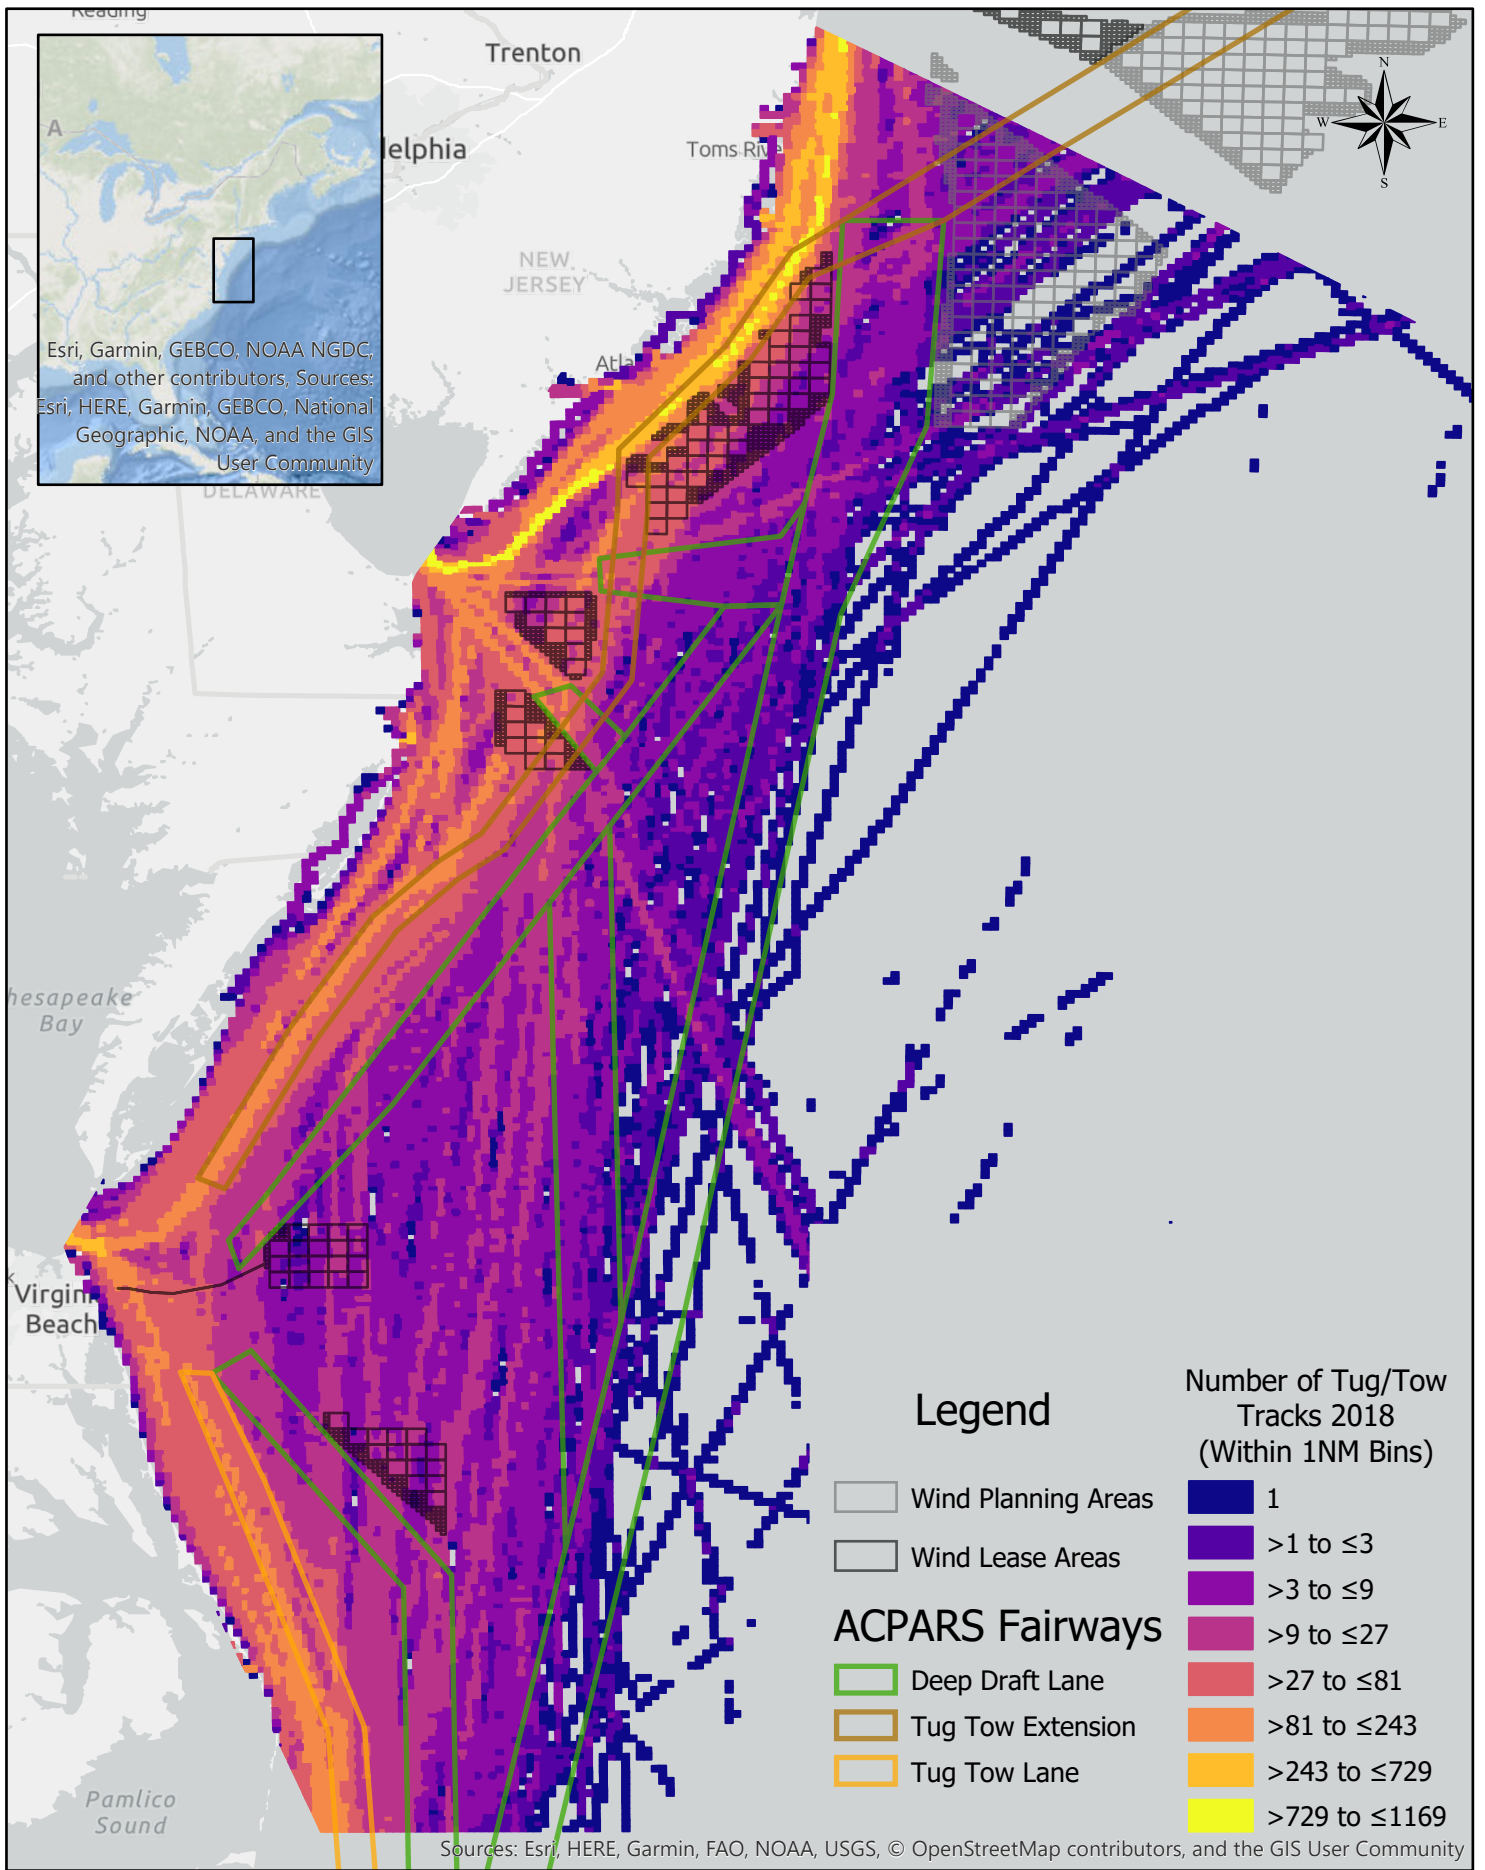 Reading
Trenton
N
W
E
S
A
lelphia
Toms Rive
NEW
JERSEY
Esri, Garmin, GEBCO, NOAA NGDC,
and other contributors, Sources:
Esri, HERE, Garmin, GEBCO, National
Geographic, NOAA, and the GIS
User Community
Atla
DELAWARE
hesapeake
Bay
k
Virgin
Beach
Pamlico
Sound
Legend
Wind Planning Areas
Wind Lease Areas
ACPARS Fairways
Deep Draft Lane
Tug Tow Extension
Tug Tow Lane
Number of Tug/Tow
Tracks 2018
(Within 1NM Bins)
1
>1 to ≤3
>3 to ≤9
>9 to ≤27
>27 to ≤81
>81 to ≤243
>243 to ≤729
>729 to ≤1169
Sources: Esri, HERE, Garmin, FAO, NOAA, USGS, © OpenStreetMap contributors, and the GIS User Community